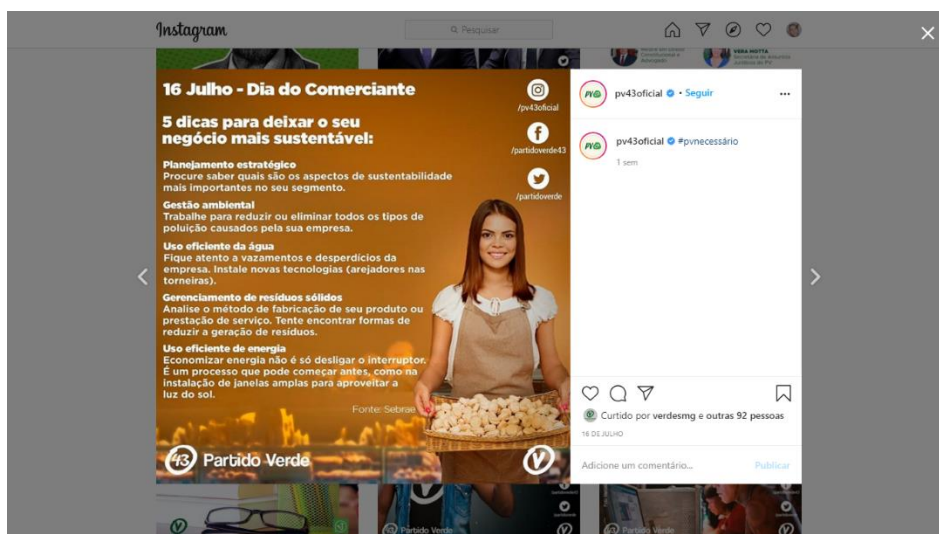 Instagram
Pesquisar
VERA MOTTA
16 Julho - Dia do Comerciante
5 dicas para deixar o seu
negócio mais sustentável:
Planejamento estratégico
Procure saber quais são os aspectos de sustentabilidade
mais importantes no seu segmento.
Gestão ambiental
Trabalhe para reduzir ou eliminar todos os tipos de
poluição causados pela sua empresa.
Uso eficiente da água
Fique atento a vazamentos e desperdícios da
empresa. Instale novas tecnologias (arejadores nas
torneiras).
Gerenciamento de resíduos sólidos
Analise o método de fabricação de seu produto ou
prestação de serviço. Tente encontrar formas de
reduzir a geração de resíduos.
Uso eficiente de energia
Economizar energia não é só desligar o interruptor.
É um processo que pode começar antes, como na
instalação de janelas amplas para aproveitar a
luz do sol.
Fonte: Sebrae
/pv43oficial
/partidoverde43
/partidoverde
43 Partido Verde
PV
pv43oficial • Seguir
PV
pv43oficial #pvnecessário
1 sem
Curtido por verdesmg e outras 92 pessoas
16 DE JULHO
Adicione um comentário...
Publicar
43 Partido Verde
43 Partido Verde